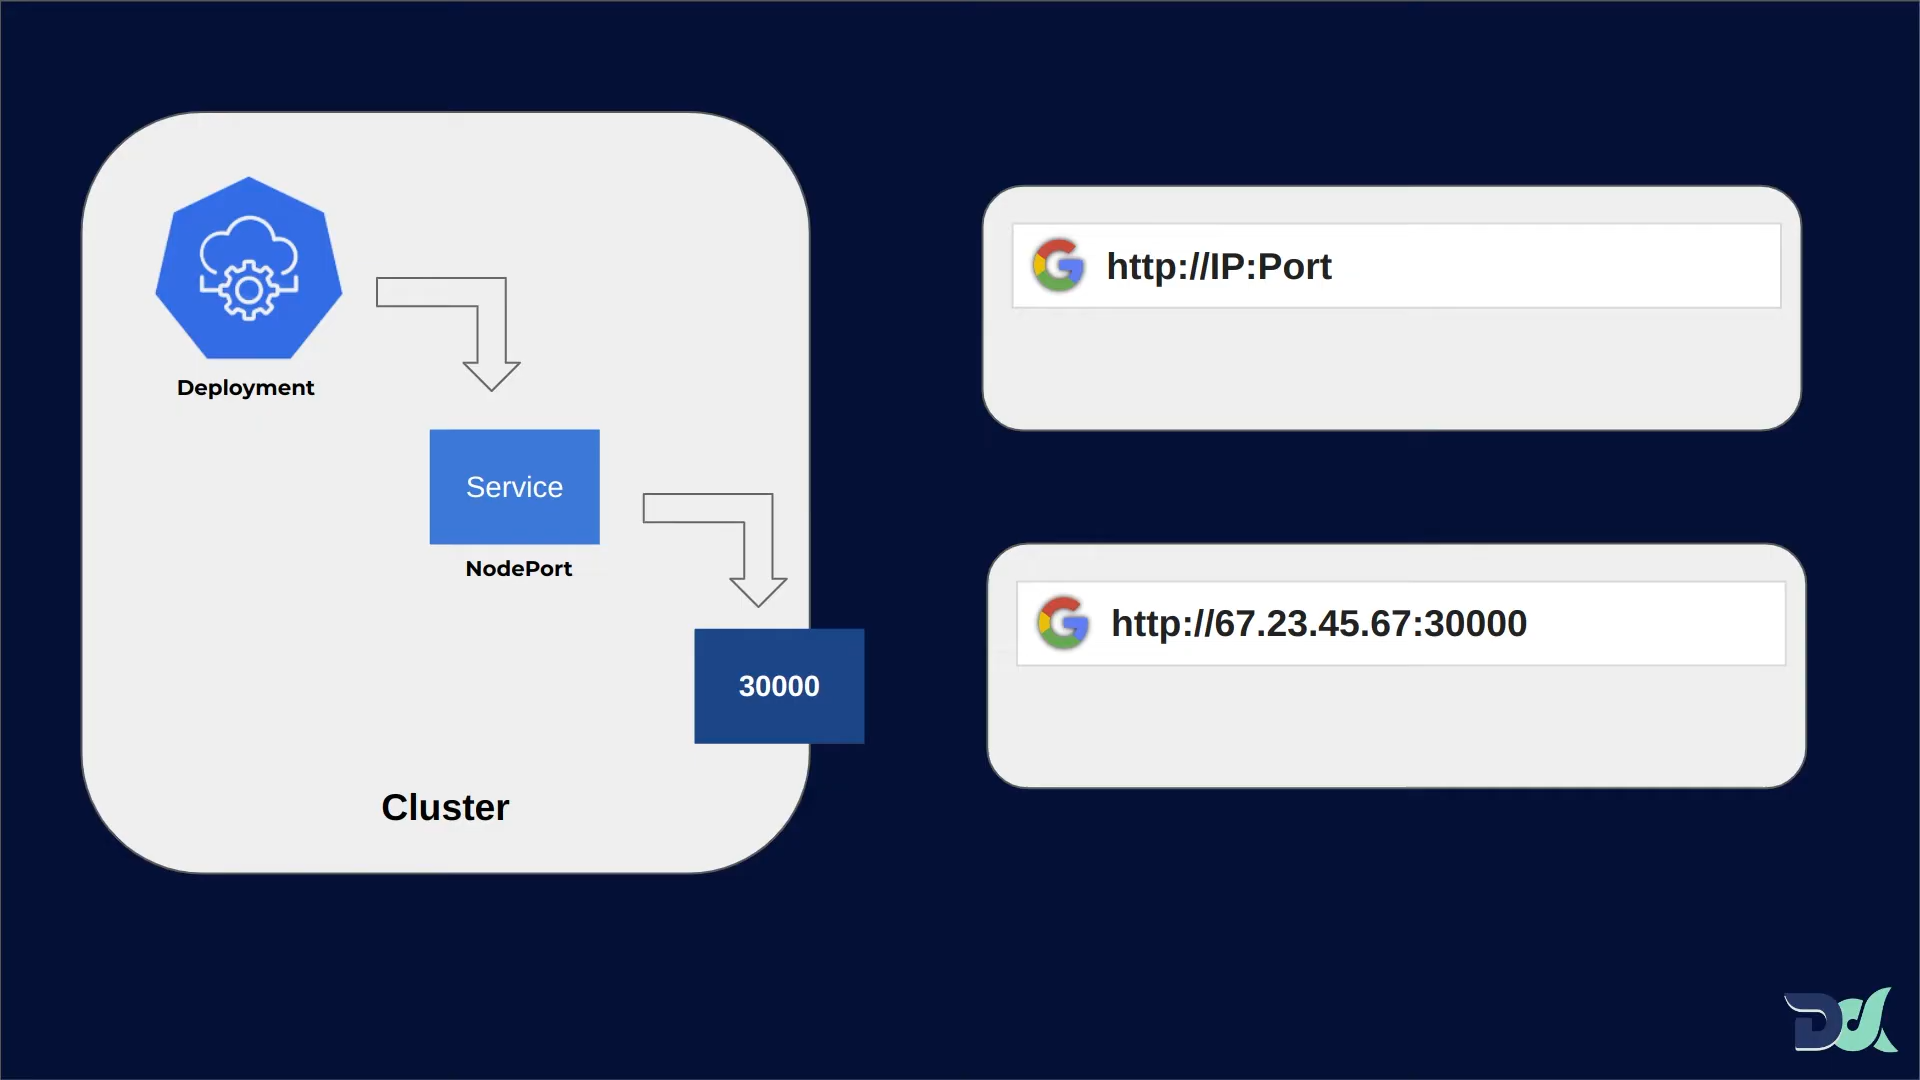 Deployment
Service
NodePort
30000
Cluster
http://IP:Port
http://67.23.45.67:30000